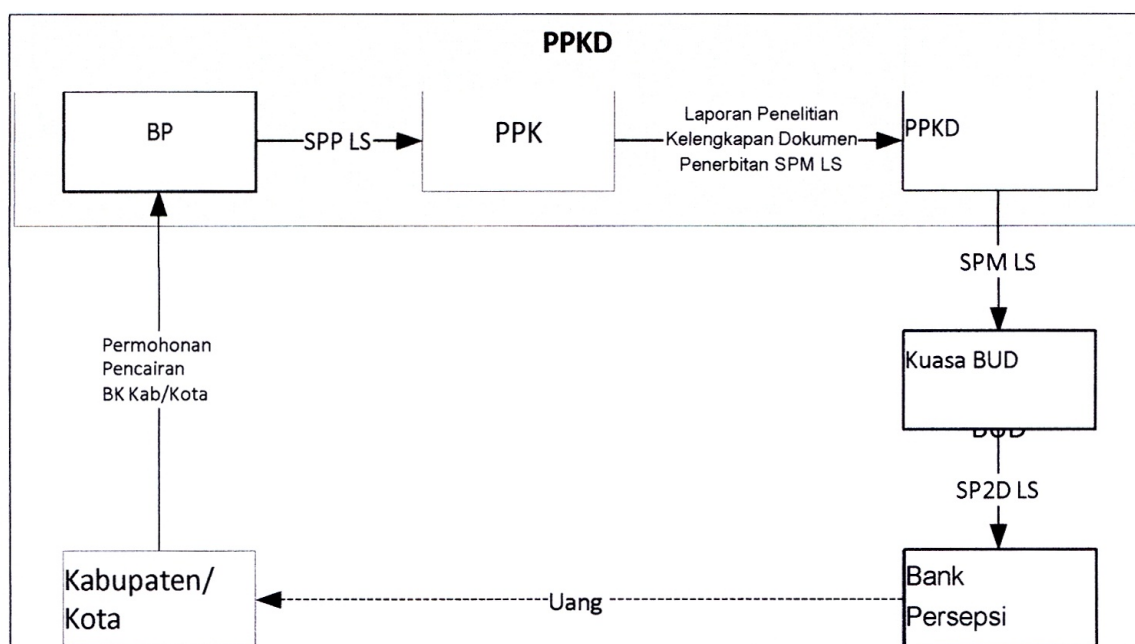 PPKD
BP
SPP LS
PPK
Laporan Penelitian
Kelengkapan Dokumen
Penerbitan SPM LS
PPKD
SPM LS
Permohonan
Pencairan
BK Kab/Kota
Kuasa BUD
BUD
SP2D LS
Kabupaten/
Kota
Uang
Bank
Persepsi